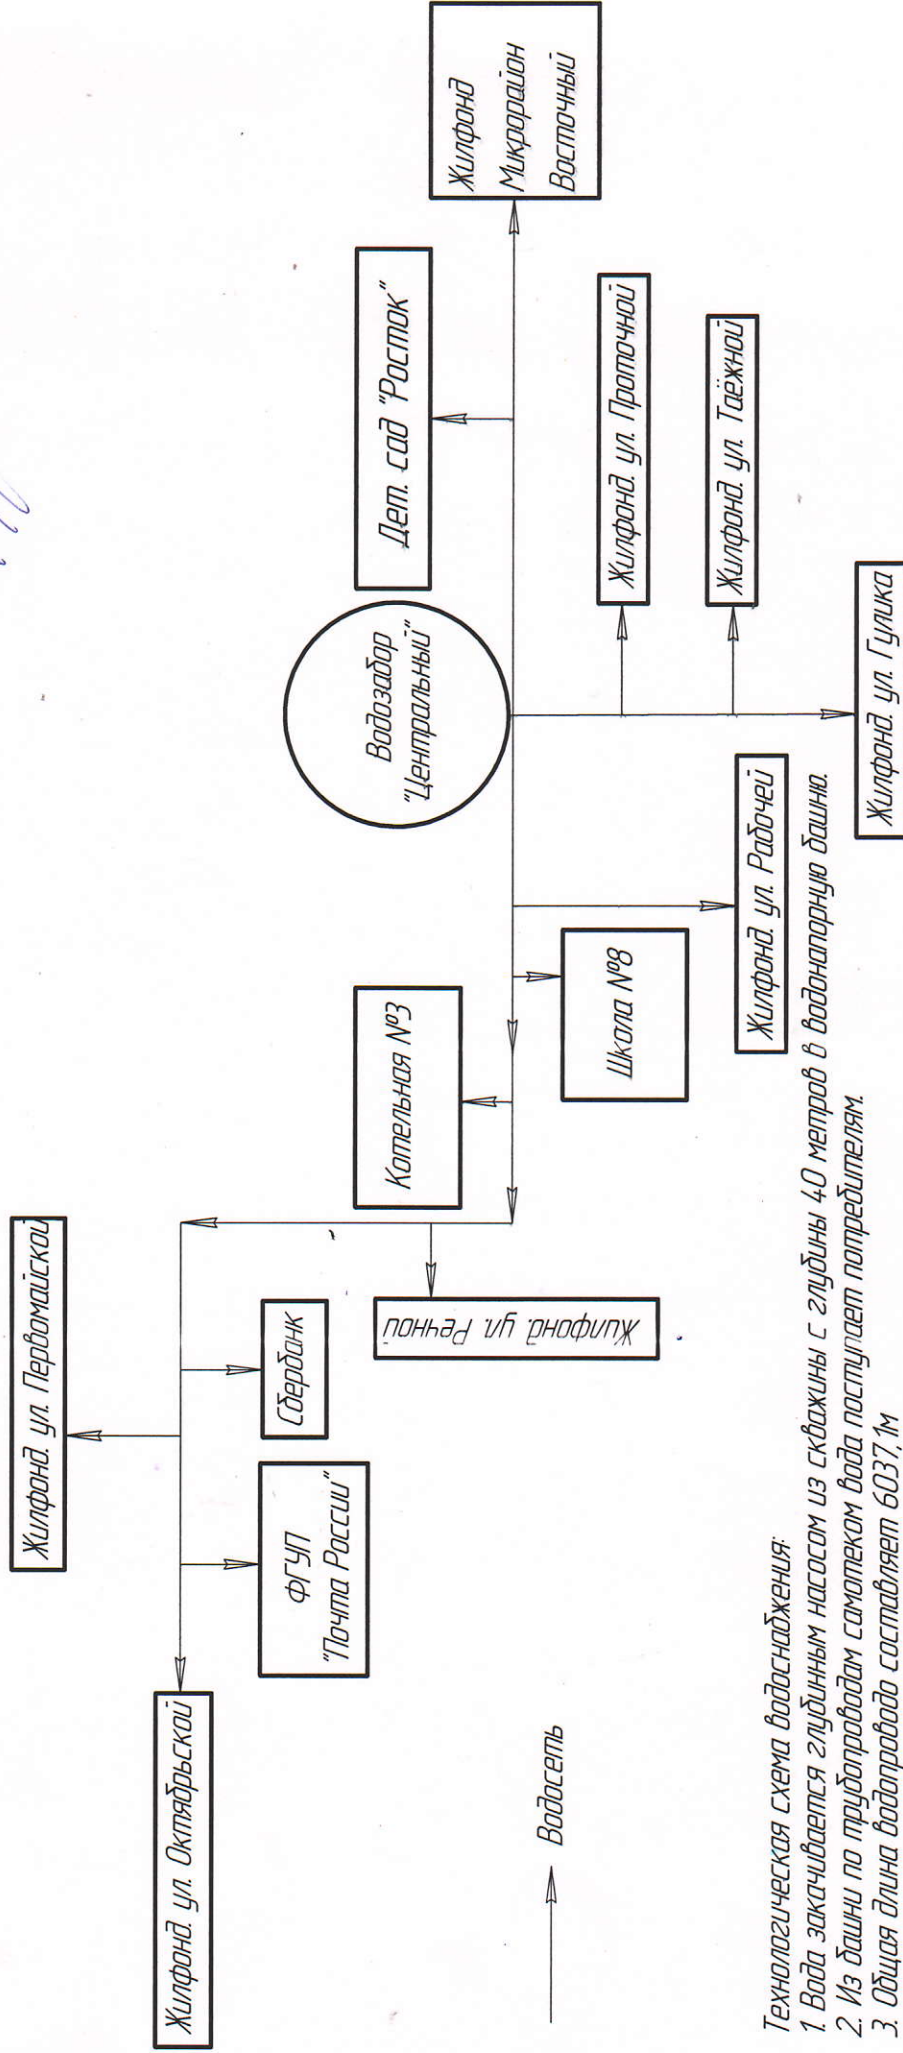 Жилфонд. ул. Первомайской
Жилфонд. ул. Октябрьской
ФГУП
"Почта России"
Сбербанк
Жилфонд. ул. Речной
Котельная №3
Водозабор
"Центральный"
Дет. сад "Росток"
Жилфонд
Микрорайон
Восточный
Школа №8
Жилфонд. ул. Рабочей
Жилфонд. ул. Проточной
Жилфонд. ул. Таёжной
Жилфонд. ул. Гулика
Водосеть
Технологическая схема водоснабжения:
1. Вода закачивается глубинным насосом из скважины с глубины 40 метров в водонапорную башню.
2. Из башни по трубопроводам самотеком вода поступает потребителям.
3. Общая длина водопровода составляет 6037,1м